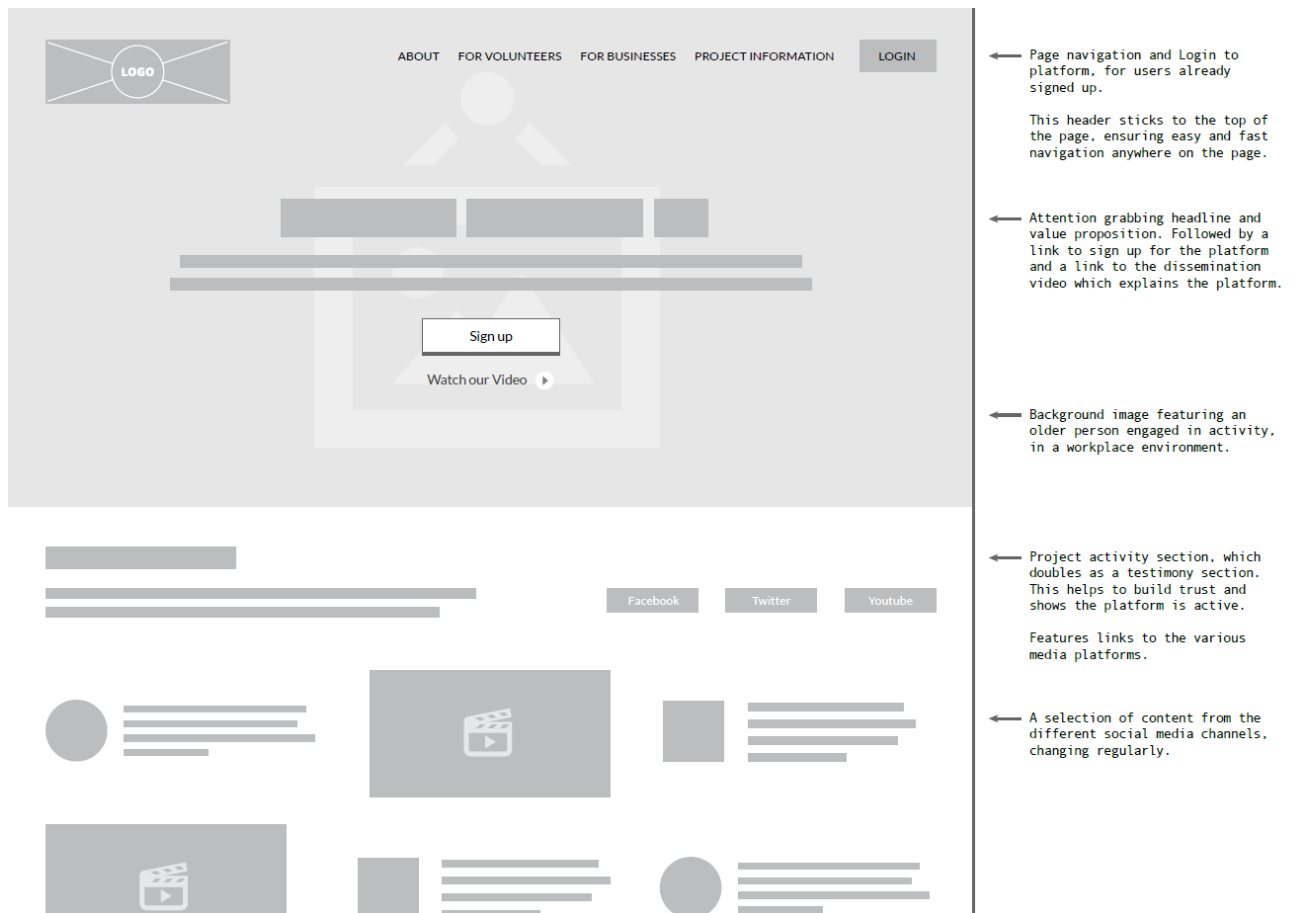 LOGO
ABOUT FOR VOLUNTEERS FOR BUSINESSES PROJECT INFORMATION LOGIN
Sign up
Watch our Video
Facebook Twitter Youtube
Page navigation and Login to
platform, for users already
signed up.
This header sticks to the top of
the page, ensuring easy and fast
navigation anywhere on the page.
Attention grabbing headline and
value proposition. Followed by a
link to sign up for the platform
and a link to the dissemination
video which explains the platform.
Background image featuring an
older person engaged in activity,
in a workplace environment.
Project activity section, which
doubles as a testimony section.
This helps to build trust and
shows the platform is active.
Features links to the various
media platforms.
A selection of content from the
different social media channels,
changing regularly.